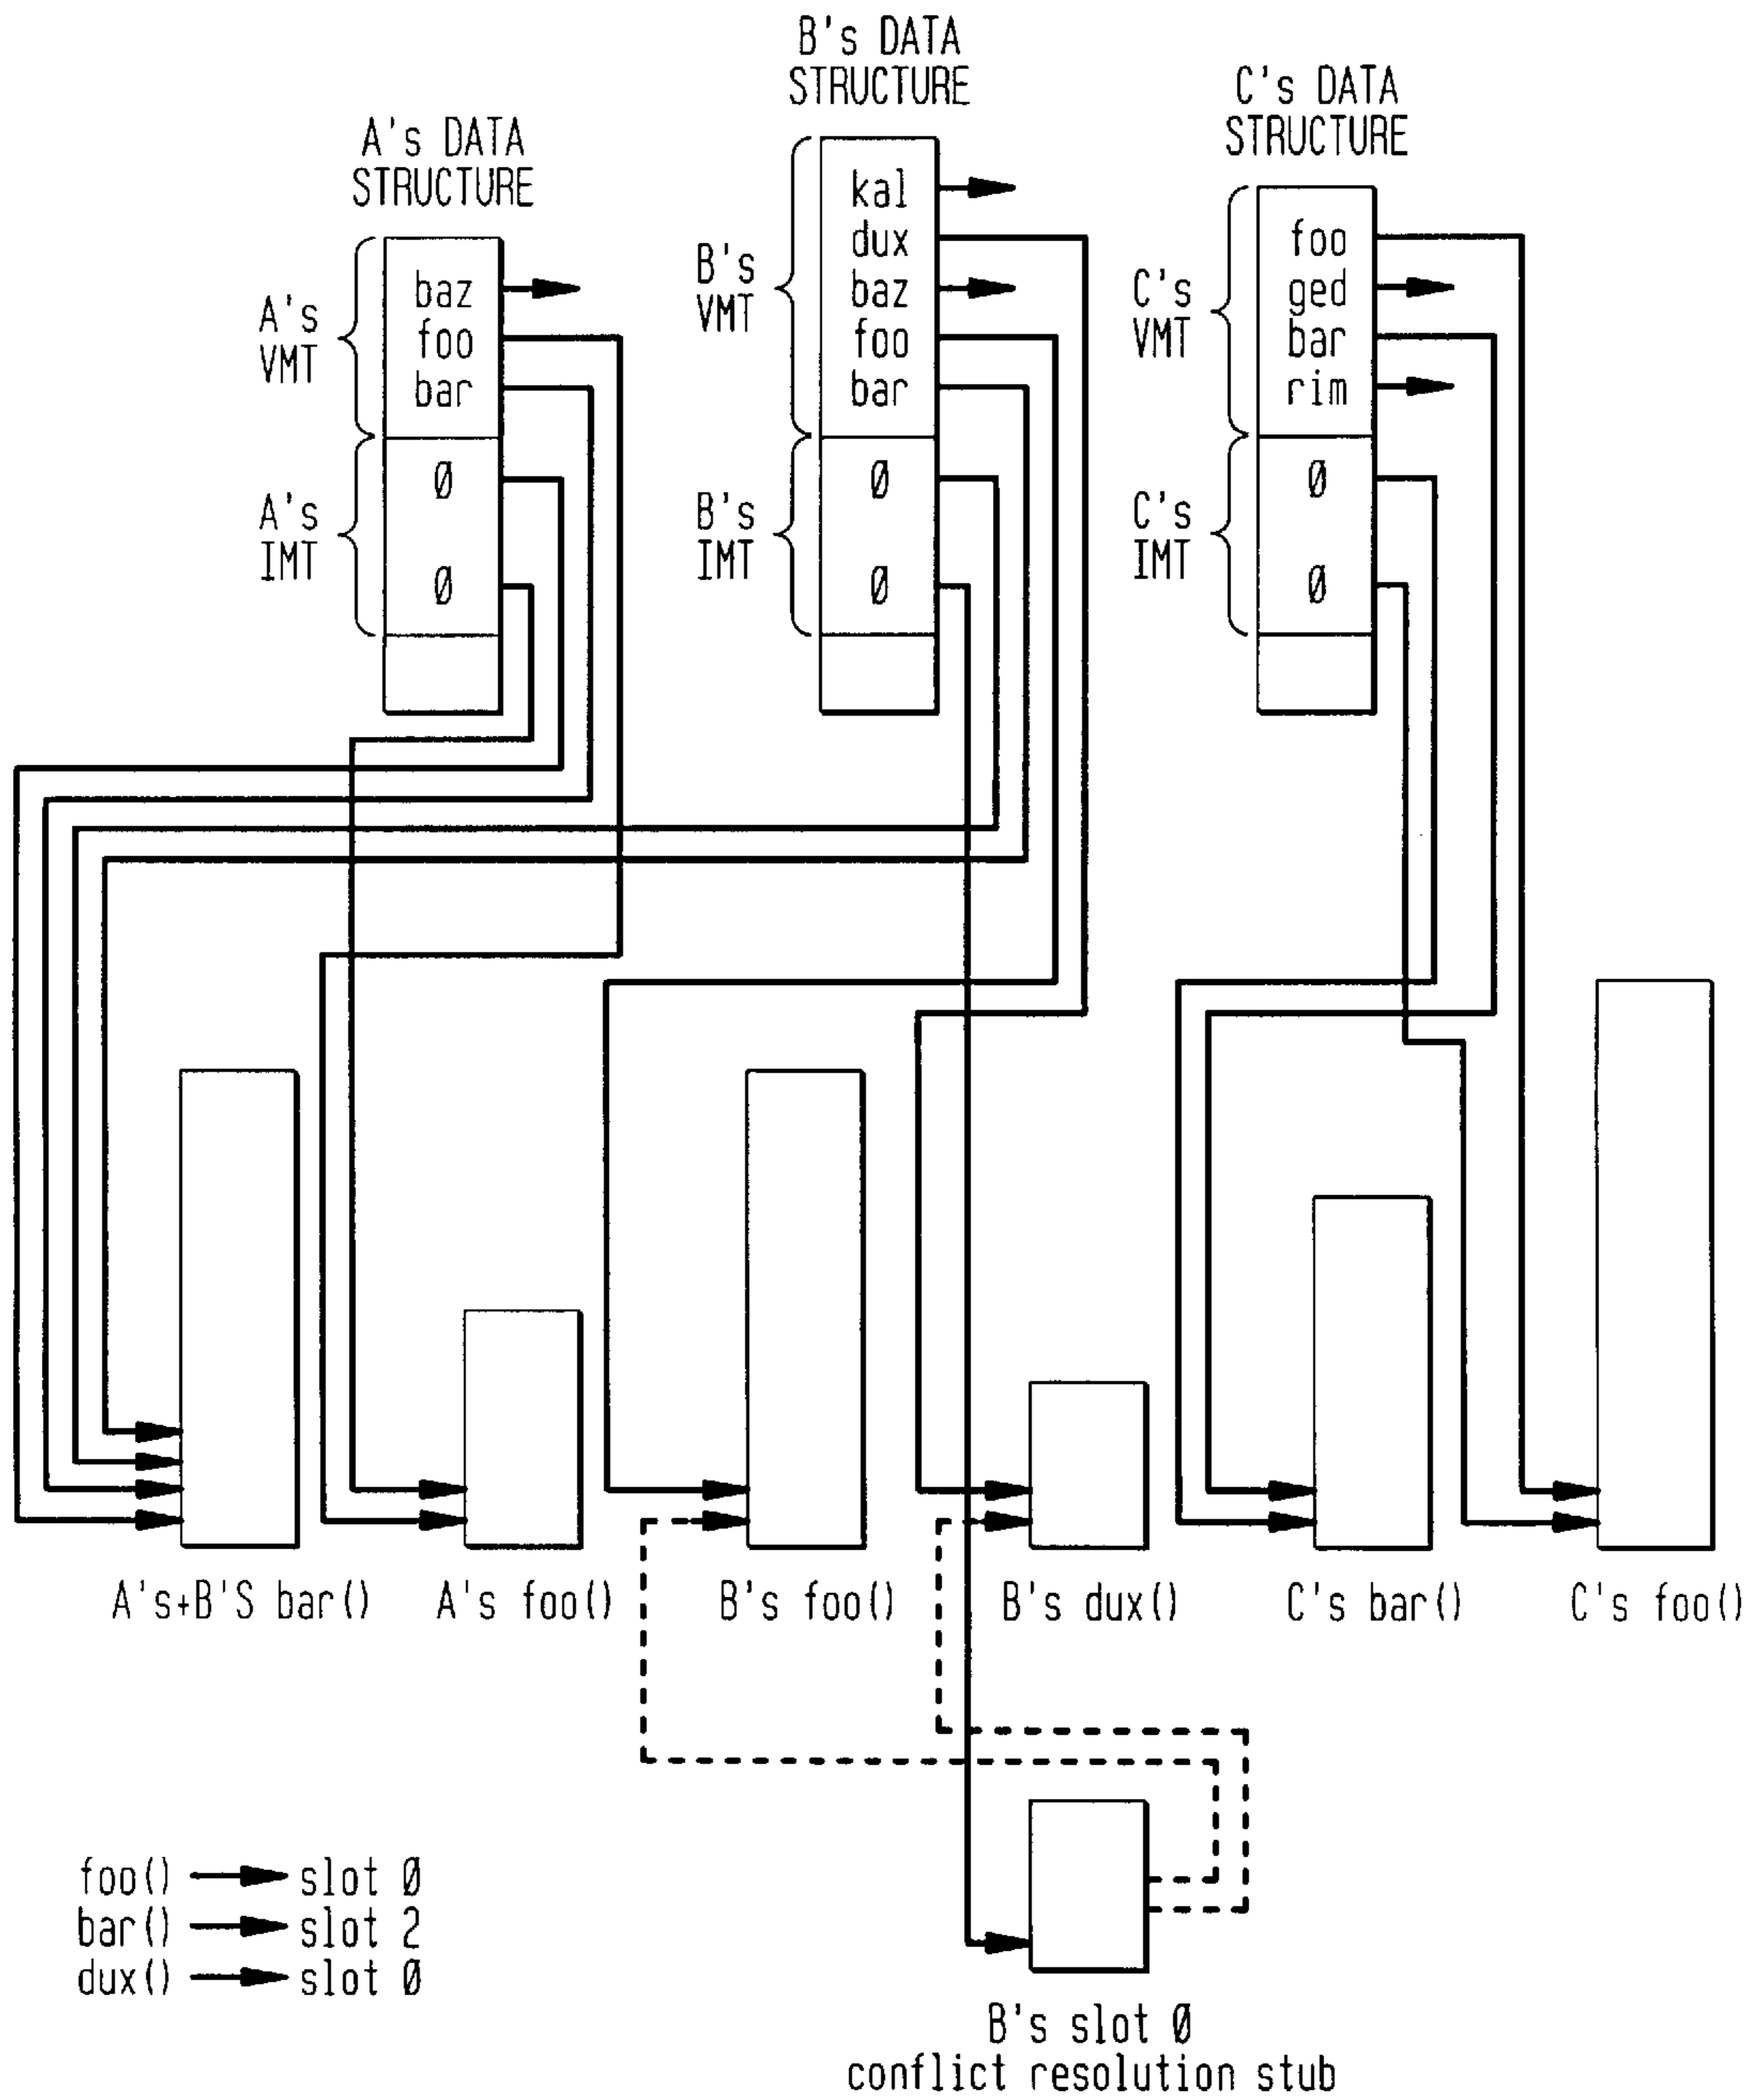 B's DATA
STRUCTURE
C's DATA
STRUCTURE
A's DATA
STRUCTURE
A's
VMT
baz
foo
bar
A's
IMT
Ø
Ø
B's
VMT
kal
dux
baz
foo
bar
B's
IMT
Ø
Ø
C's
VMT
foo
ged
bar
rim
C's
IMT
Ø
Ø
A's+B'S bar()
A's foo()
B's foo()
B's dux()
C's bar()
C's foo()
foo() slot Ø
bar() slot 2
dux() slot Ø
B's slot Ø
conflict resolution stub